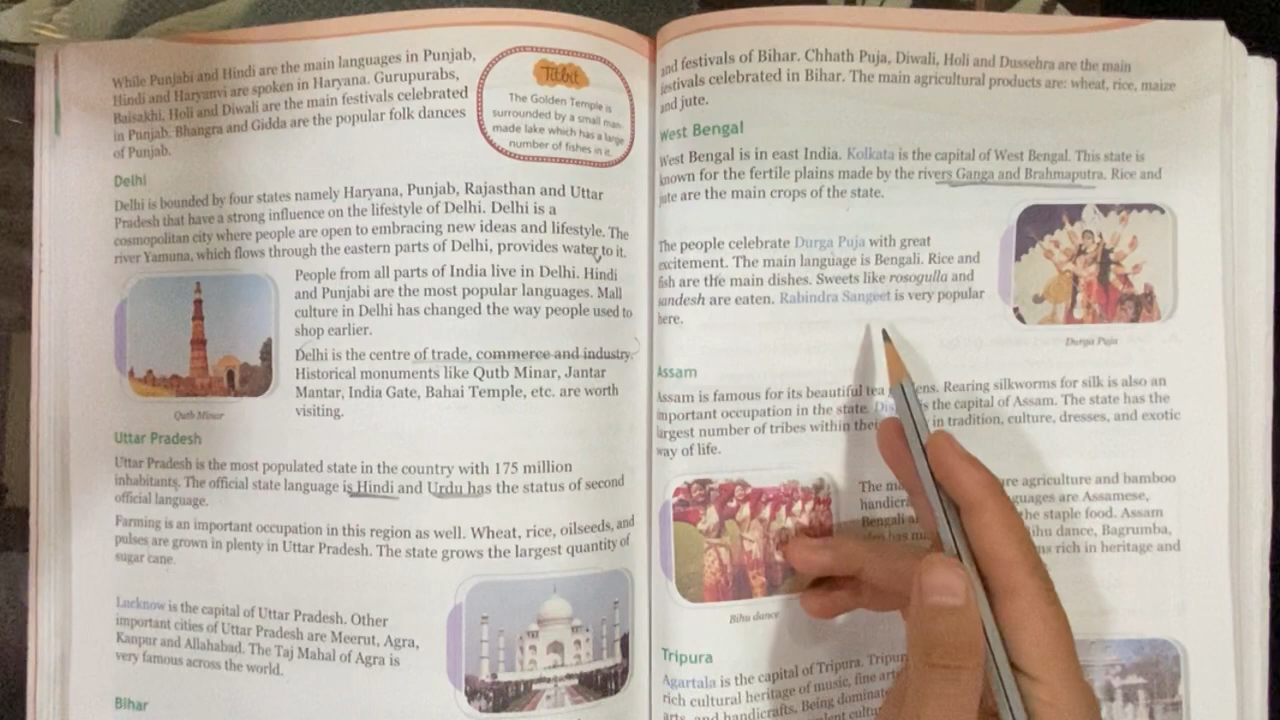 While Punjabi and Hindi are the main languages in Punjab,
Hindi and Haryanvi are spoken in Haryana. Gurupurabs,
Baisakhi, Holi and Diwali are the main festivals celebrated
in Punjab. Bhangra and Gidda are the popular folk dances
of Punjab.
Titbit
The Golden Temple is
surrounded by a small man-
made lake which has a large
number of fishes in it.
Delhi
Delhi is bounded by four states namely Haryana, Punjab, Rajasthan and Uttar
Pradesh that have a strong influence on the lifestyle of Delhi. Delhi is a
cosmopolitan city where people are open to embracing new ideas and lifestyle. The
river Yamuna, which flows through the eastern parts of Delhi, provides water to it.
People from all parts of India live in Delhi. Hindi
and Punjabi are the most popular languages. Mall
culture in Delhi has changed the way people used to
shop earlier.
Delhi is the centre of trade, commerce and industry.
Historical monuments like Qutb Minar, Jantar
Mantar, India Gate, Bahai Temple, etc. are worth
visiting.
Qutb Minar
Uttar Pradesh
Uttar Pradesh is the most populated state in the country with 175 million
inhabitants. The official state language is Hindi and Urdu has the status of second
official language.
Farming is an important occupation in this region as well. Wheat, rice, oilseeds, and
pulses are grown in plenty in Uttar Pradesh. The state grows the largest quantity of
sugar cane.
Lucknow is the capital of Uttar Pradesh. Other
important cities of Uttar Pradesh are Meerut, Agra,
Kanpur and Allahabad. The Taj Mahal of Agra is
very famous across the world.
Bihar
and festivals of Bihar. Chhath Puja, Diwali, Holi and Dussehra are the main
festivals celebrated in Bihar. The main agricultural products are: wheat, rice, maize
and jute.
West Bengal
West Bengal is in east India. Kolkata is the capital of West Bengal. This state is
known for the fertile plains made by the rivers Ganga and Brahmaputra. Rice and
jute are the main crops of the state.
The people celebrate Durga Puja with great
excitement. The main language is Bengali. Rice and
fish are the main dishes. Sweets like rosogulla and
sandesh are eaten. Rabindra Sangeet is very popular
here.
Durga Puja
Assam
Assam is famous for its beautiful tea Rearing silkworms for silk is also an
important occupation in the state. the capital of Assam. The state has the
largest number of tribes within in tradition, culture, dresses, and exotic
way of life.
The agriculture and bamboo
Assamese,
Bengali the staple food. Assam
dance, Bagrumba,
rich in heritage and
Bihu dance
Tripura
Agartala is the capital of Tripura.
rich cultural heritage of music, fine
arts, and handicrafts. Being